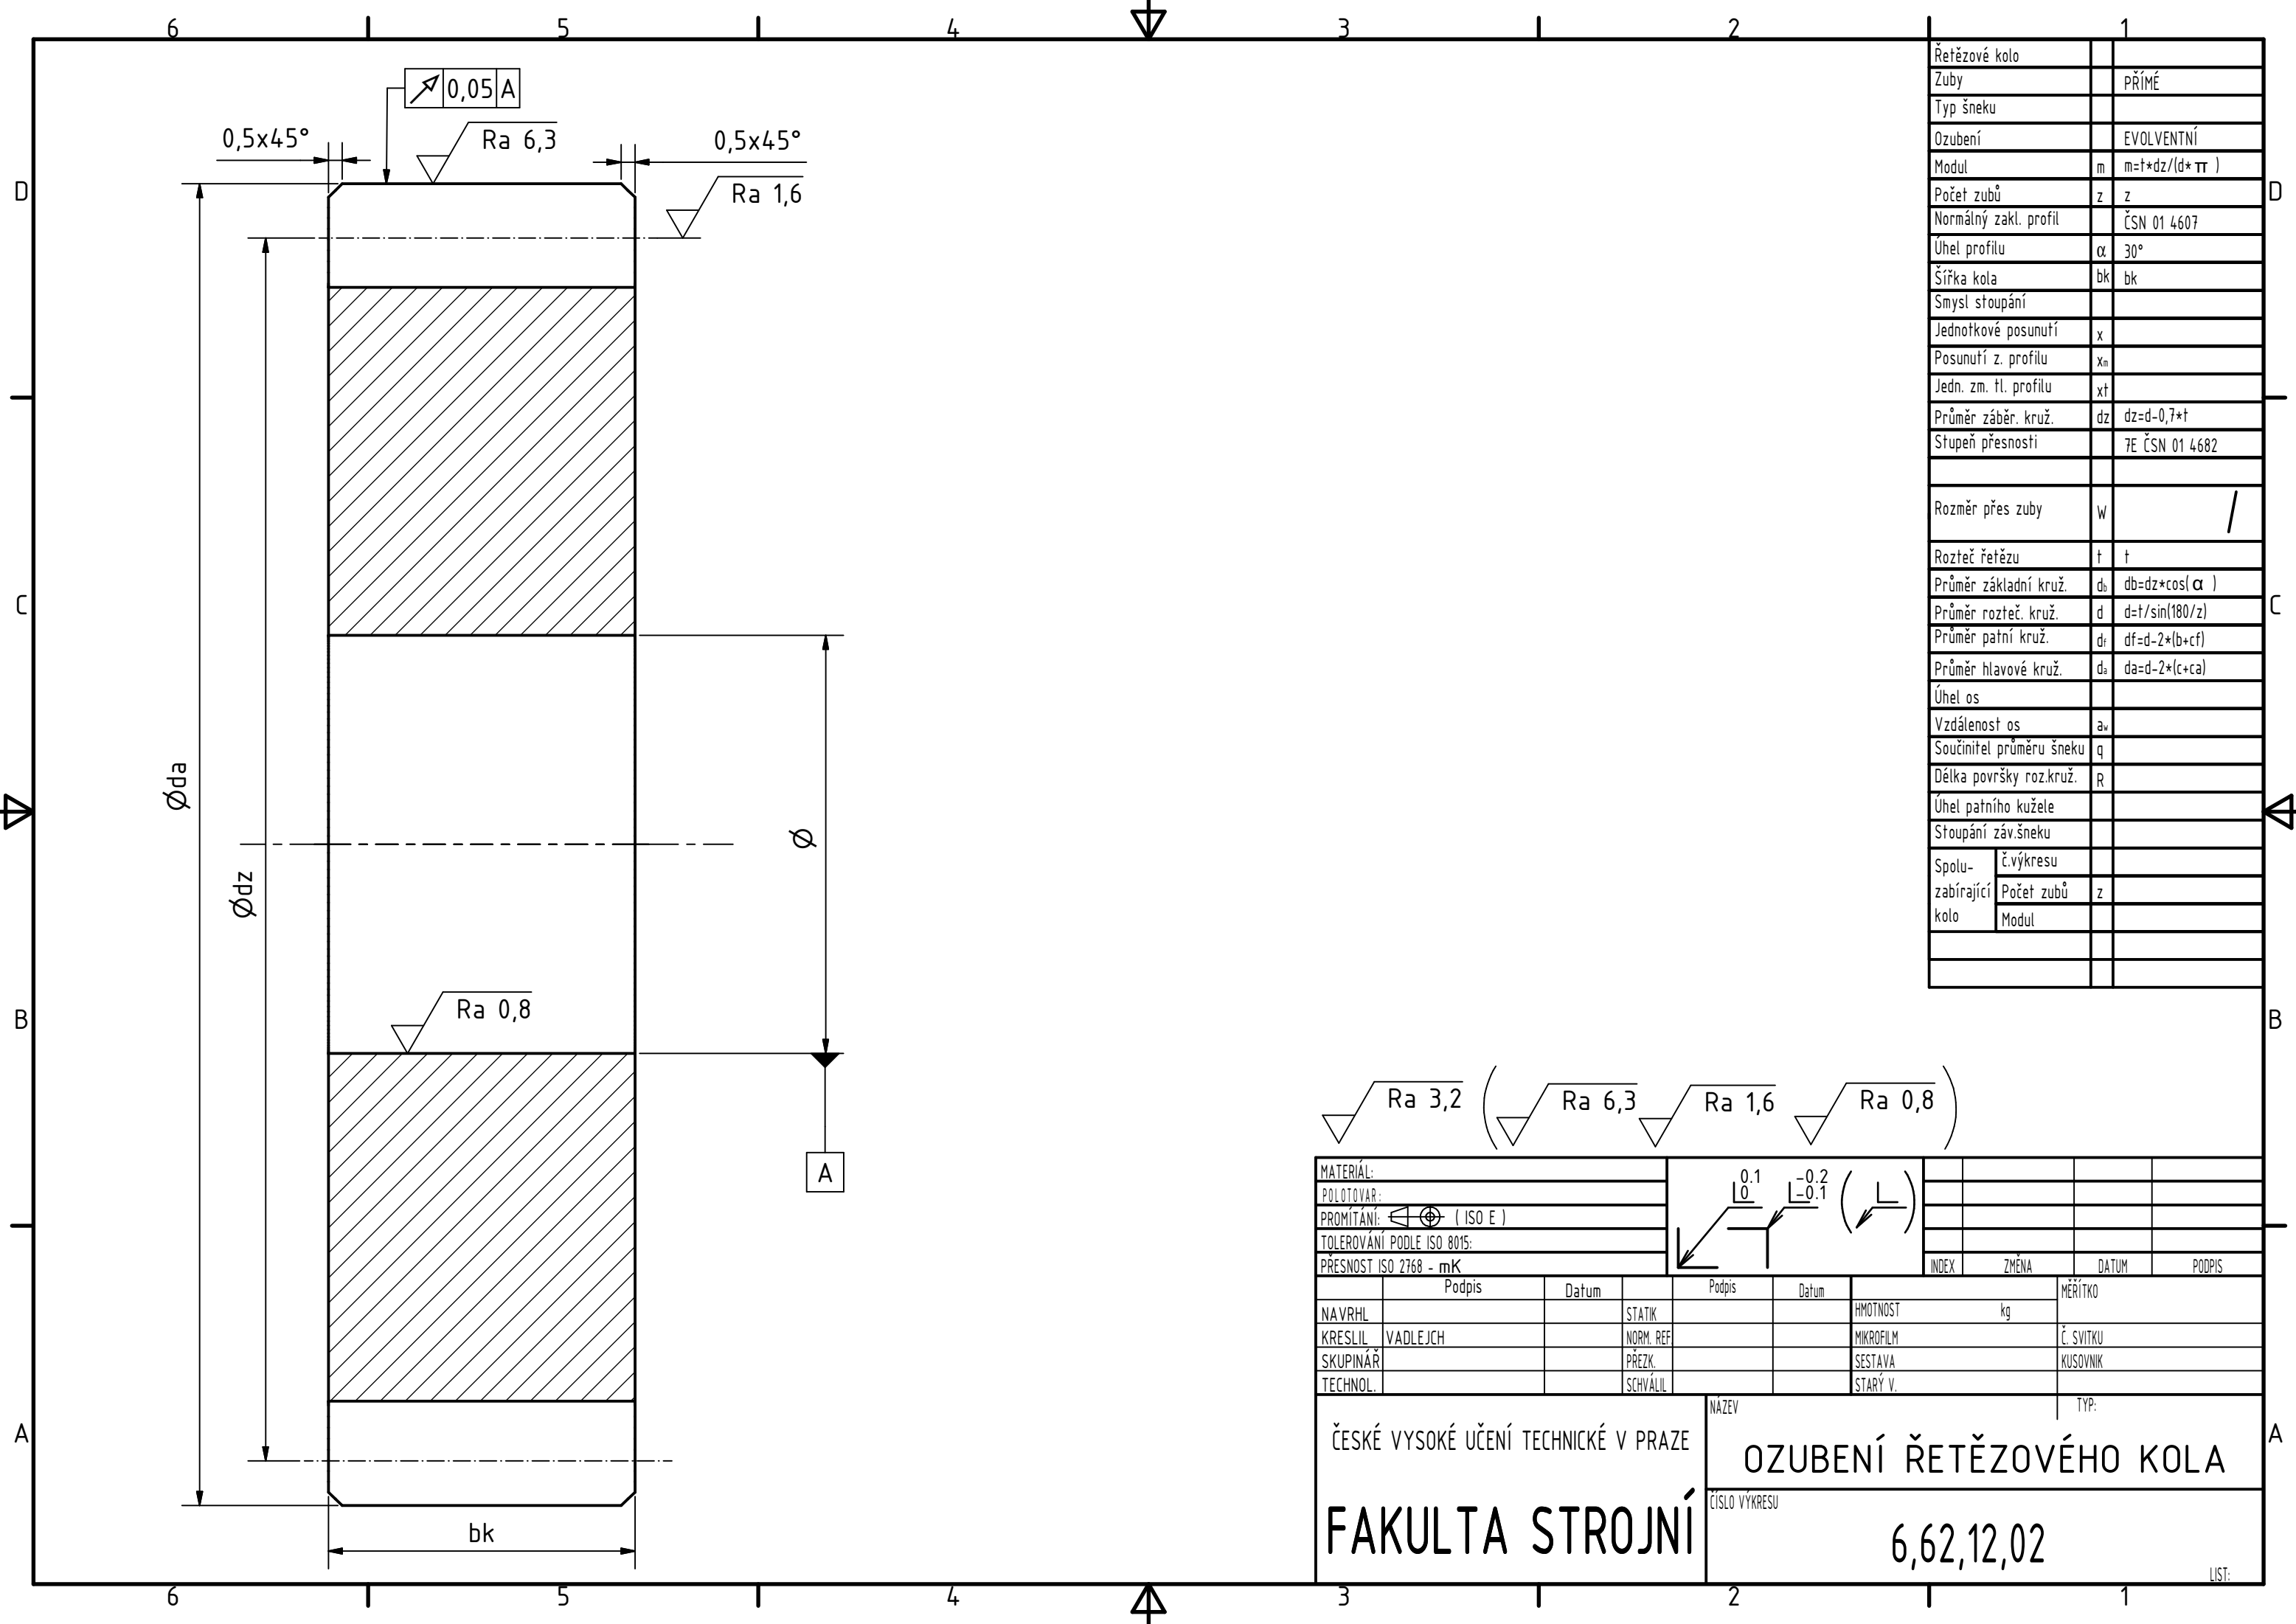 6 5 4 3 2 1
D D
C C
B B
A A
6 5 4 3 2 1
0,05 A
0,5x45°
Ra 6,3
0,5x45°
Ra 1,6
Øda
Ødz
Ø
Ra 0,8
A
bk
Řetězové kolo
Zuby PŘÍMÉ
Typ šneku
Ozubení EVOLVENTNÍ
Modul m m=t*dz/(d*π )
Počet zubů z z
Normálný zakl. profil ČSN 01 4607
Úhel profilu α 30°
Šířka kola bk bk
Smysl stoupání
Jednotkové posunutí x
Posunutí z. profilu xm
Jedn. zm. tl. profilu xt
Průměr záběr. kruž. dz dz=d-0,7*t
Stupeň přesnosti 7E ČSN 01 4682
Rozměr přes zuby W /
Rozteč řetězu t t
Průměr základní kruž. db db=dz*cos(α )
Průměr rozteč. kruž. d d=t/sin(180/z)
Průměr patní kruž. df df=d-2*(b+cf)
Průměr hlavové kruž. da da=d-2*(c+ca)
Úhel os
Vzdálenost os aw
Součinitel průměru šneku q
Délka površky roz.kruž. R
Úhel patního kužele
Stoupání záv.šneku
Spolu-
zabírající
kolo
č.výkresu
Počet zubů z
Modul
Ra 3,2 ( Ra 6,3 Ra 1,6 Ra 0,8 )
MATERIÁL:
POLOTOVAR:
PROMÍTÁNÍ: ( ISO E )
TOLEROVÁNÍ PODLE ISO 8015:
PŘESNOST ISO 2768 - mK
0.1
0
-0.2
-0.1
INDEX ZMĚNA DATUM PODPIS
Podpis Datum Podpis Datum
NAVRHL STATIK
KRESLIL VADLEJCH NORM. REF
SKUPINÁŘ PŘEZK.
TECHNOL. SCHVÁLIL
HMOTNOST kg
MIKROFILM
SESTAVA
STARÝ V.
MĚŘÍTKO
Č. SVITKU
KUSOVNIK
NÁZEV
TYP:
ČESKÉ VYSOKÉ UČENÍ TECHNICKÉ V PRAZE
FAKULTA STROJNÍ
OZUBENÍ ŘETĚZOVÉHO KOLA
ČÍSLO VÝKRESU
6,62,12,02
LIST: